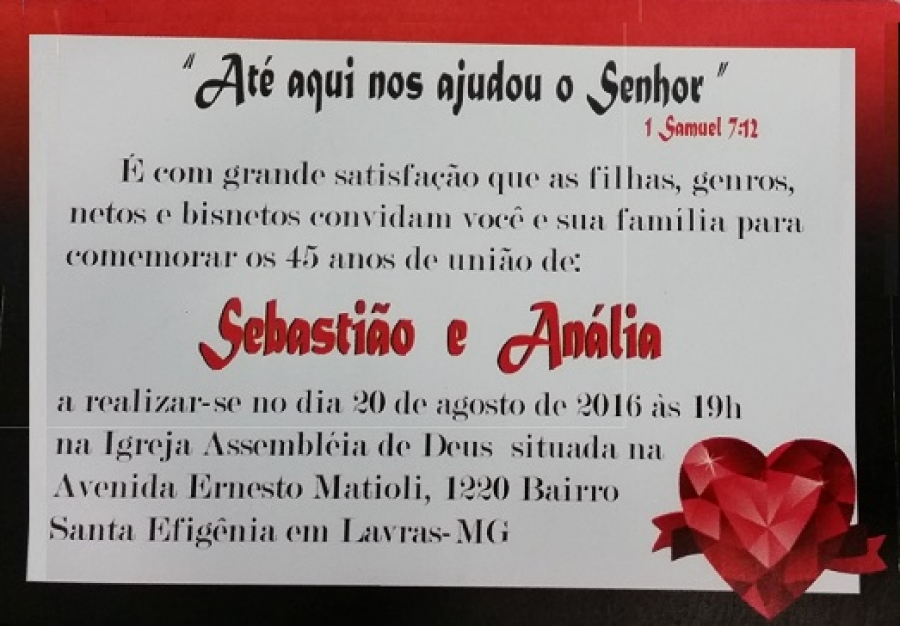 "Até aqui nos ajudou o Senhor"
1 Samuel 7:12
É com grande satisfação que as filhas, genros,
netos e bisnetos convidam você e sua família para
comemorar os 45 anos de união de:
Sebastião e Anália
a realizar-se no dia 20 de agosto de 2016 às 19h
na Igreja Assembléia de Deus situada na
Avenida Ernesto Matioli, 1220 Bairro
Santa Efigênia em Lavras-MG